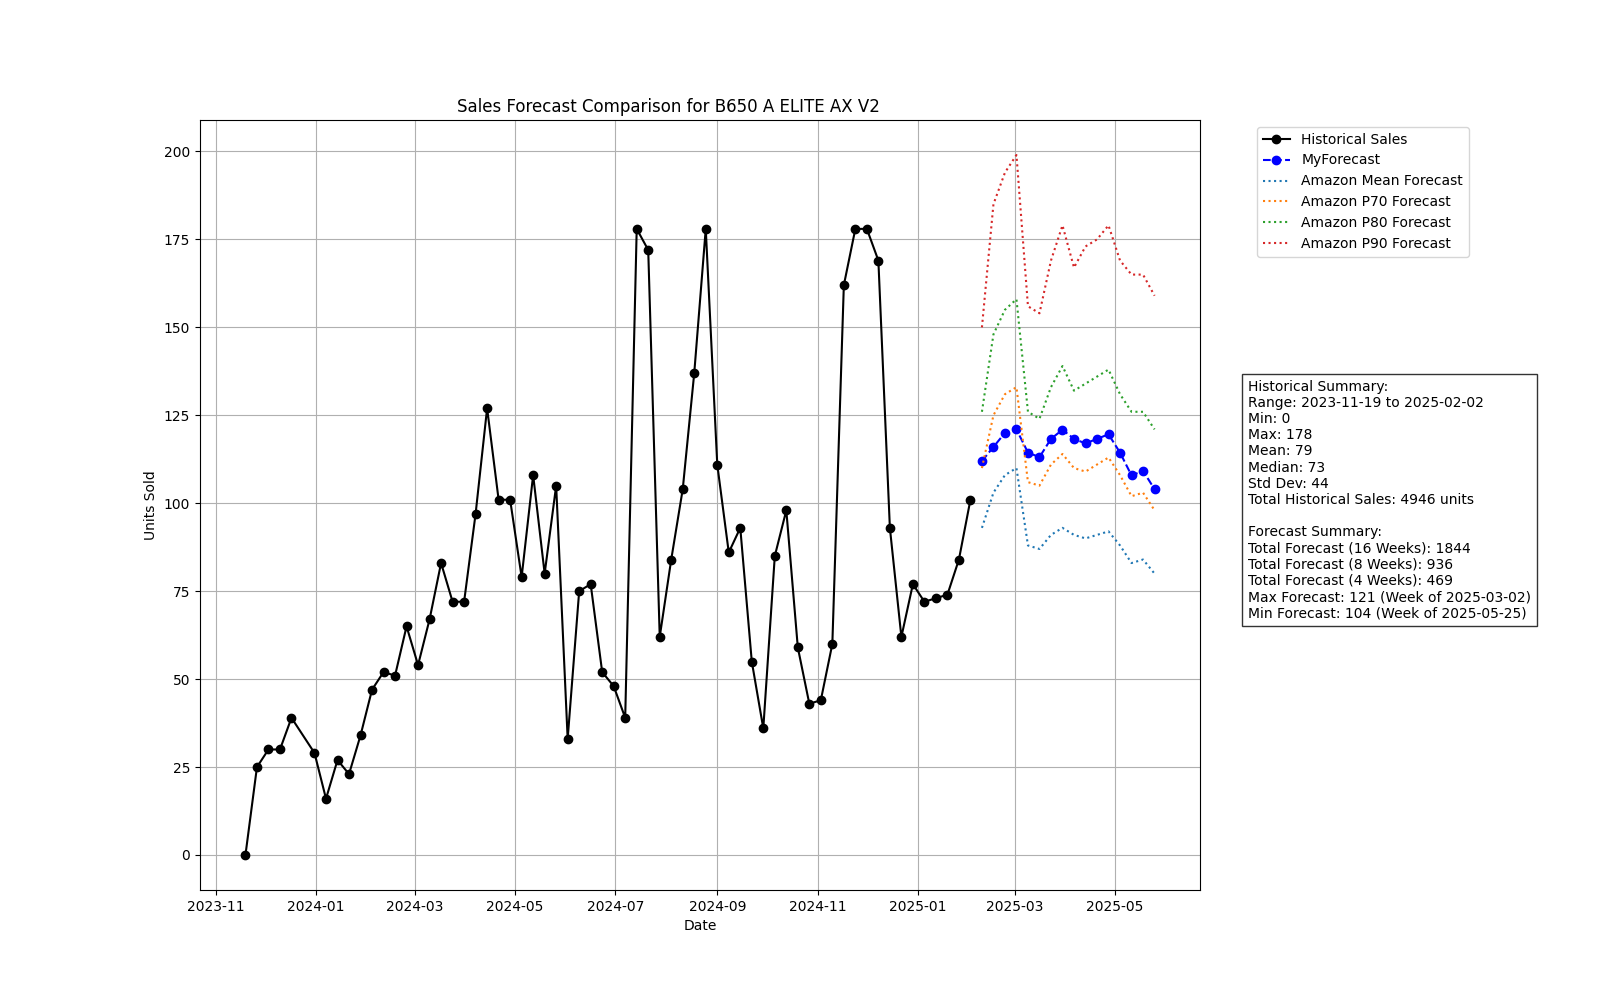 Sales Forecast Comparison for B650 A ELITE AX V2
Units Sold
200
175
150
125
100
75
50
25
0
2023-11
2024-01
2024-03
2024-05
2024-07
2024-09
2024-11
2025-01
2025-03
2025-05
Date
Historical Sales
MyForecast
Amazon Mean Forecast
Amazon P70 Forecast
Amazon P80 Forecast
Amazon P90 Forecast
Historical Summary:
Range: 2023-11-19 to 2025-02-02
Min: 0
Max: 178
Mean: 79
Median: 73
Std Dev: 44
Total Historical Sales: 4946 units
Forecast Summary:
Total Forecast (16 Weeks): 1844
Total Forecast (8 Weeks): 936
Total Forecast (4 Weeks): 469
Max Forecast: 121 (Week of 2025-03-02)
Min Forecast: 104 (Week of 2025-05-25)